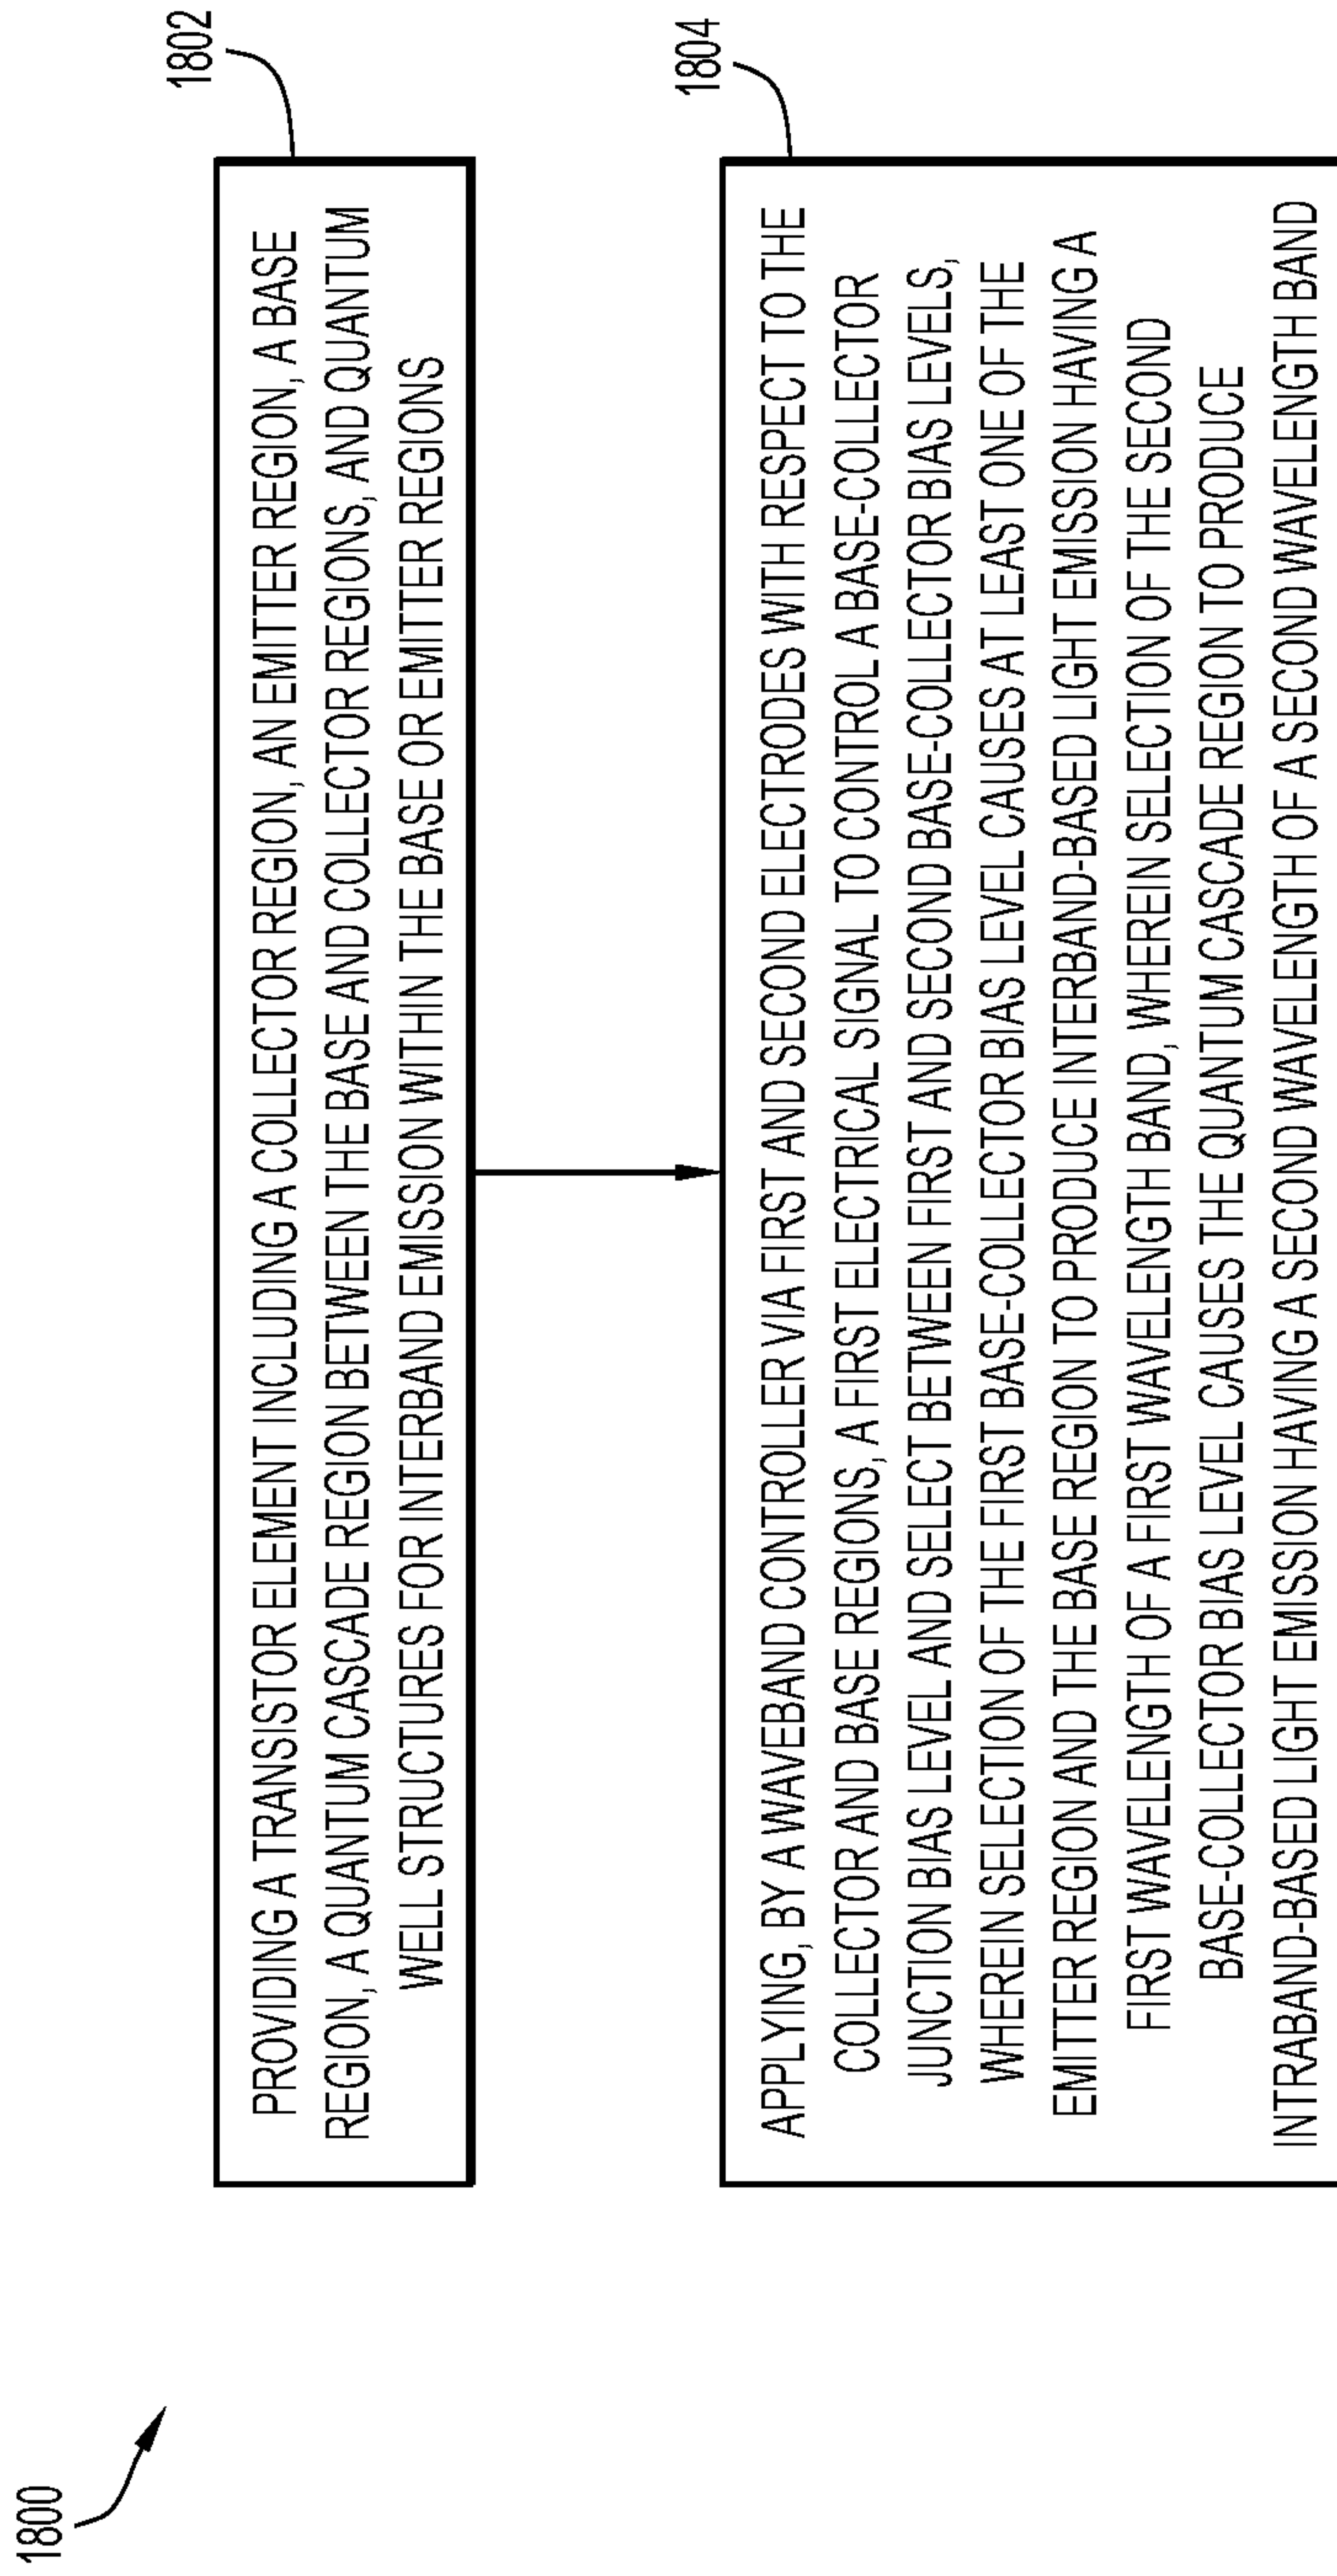 1800
1802
PROVIDING A TRANSISTOR ELEMENT INCLUDING A COLLECTOR REGION, AN EMITTER REGION, A BASE
REGION, A QUANTUM CASCADE REGION BETWEEN THE BASE AND COLLECTOR REGIONS, AND QUANTUM
WELL STRUCTURES FOR INTERBAND EMISSION WITHIN THE BASE OR EMITTER REGIONS
1804
APPLYING, BY A WAVEBAND CONTROLLER VIA FIRST AND SECOND ELECTRODES WITH RESPECT TO THE
COLLECTOR AND BASE REGIONS, A FIRST ELECTRICAL SIGNAL TO CONTROL A BASE-COLLECTOR
JUNCTION BIAS LEVEL AND SELECT BETWEEN FIRST AND SECOND BASE-COLLECTOR BIAS LEVELS,
WHEREIN SELECTION OF THE FIRST BASE-COLLECTOR BIAS LEVEL CAUSES AT LEAST ONE OF THE
EMITTER REGION AND THE BASE REGION TO PRODUCE INTERBAND-BASED LIGHT EMISSION HAVING A
FIRST WAVELENGTH OF A FIRST WAVELENGTH BAND, WHEREIN SELECTION OF THE SECOND
BASE-COLLECTOR BIAS LEVEL CAUSES THE QUANTUM CASCADE REGION TO PRODUCE
INTRABAND-BASED LIGHT EMISSION HAVING A SECOND WAVELENGTH OF A SECOND WAVELENGTH BAND